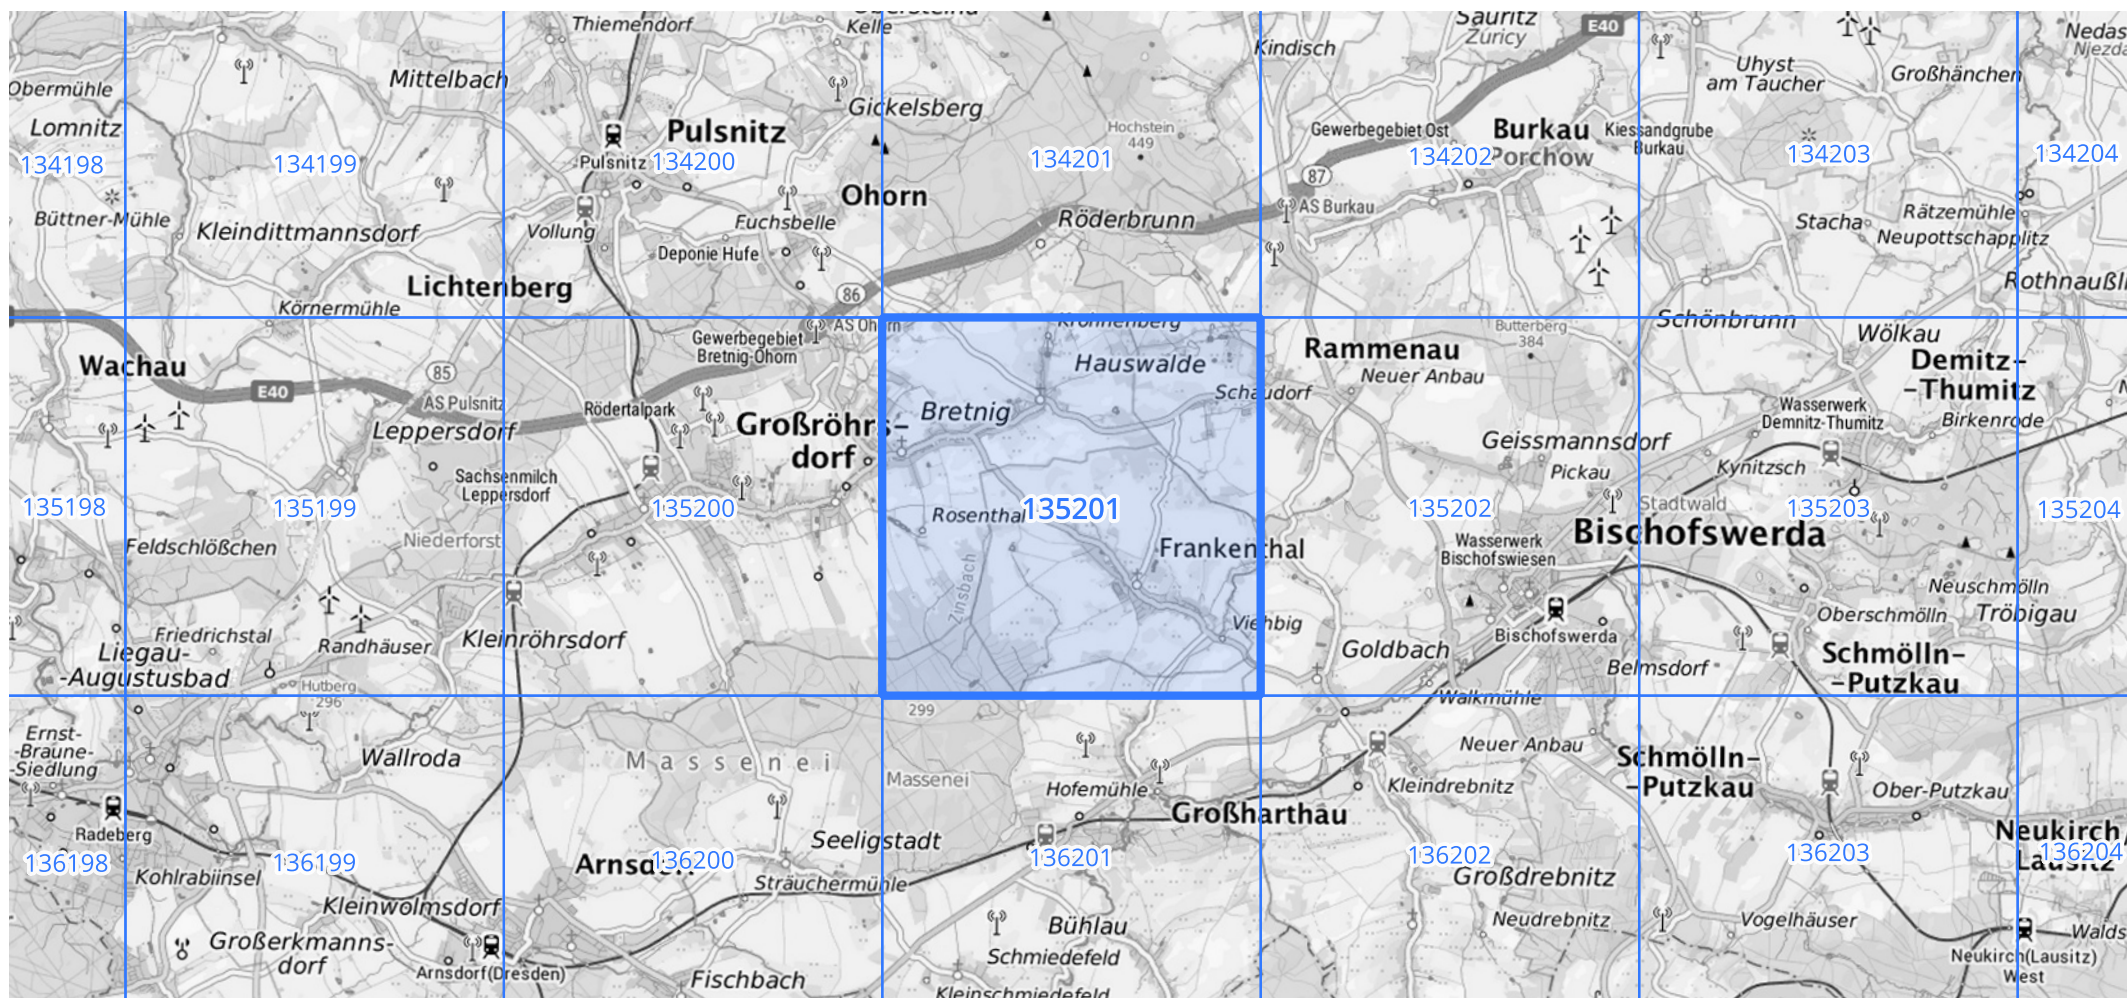 Thiemendorf
Kelle
Kindisch
Sauritz
Zuricy
E40
Nedas
Njezda
Obermühle
Mittelbach
Gickelsberg
Uhyst
am Taucher
Großhänchen
Lomnitz
Pulsnitz
Pulsnitz
Hochstein
449
Gewerbegebiet Ost
Burkau
Porchow
Kiessandgrube
Burkau
134198
134199
134200
134201
134202
134203
134204
87
Büttner-Mühle
Kleindittmannsdorf
Vollung
Fuchsbelle
Ohorn
Röderbrunn
AS Burkau
Stacha
Rätzemühle
Neupottschapplitz
Deponie Hufe
Lichtenberg
Körnermühle
86
Rothnaußli
Wachau
E40
85
AS Pulsnitz
Leppersdorf
Gewerbegebiet
Bretnig-Ohorn
AS Ohorn
Rödertalpark
Großröhrs-
dorf
Kröhnenberg
Hauswalde
Schaudorf
Bretnig
Rammenau
Neuer Anbau
Butterberg
384
Schönbrunn
Wölkau
Demitz-
-Thumitz
Wasserwerk
Demnitz-Thumitz
Birkenrode
Geissmannsdorf
Pickau
Kynitzsch
Sachsenmilch
Leppersdorf
135198
135199
135200
135201
135202
135203
135204
Rosenthal
Stadtwald
Bischofswerda
Feldschlößchen
Niederforst
Zinsbach
Frankenthal
Wasserwerk
Bischofswiesen
Neuschmölln
Friedrichstal
Randhäuser
Kleinröhrsdorf
Viehbig
Goldbach
Bischofswerda
Oberschmölln
Tröbigau
Liegau-
-Augustusbad
Hutberg
296
Belmsdorf
Schmölln-
-Putzkau
Walkmühle
299
Ernst-
-Braune-
-Siedlung
Wallroda
Massenei
Massenei
Hofemühle
Neuer Anbau
Kleindrebnitz
Schmölln-
-Putzkau
Ober-Putzkau
Radeberg
Großharthau
Seeligstadt
Neukirch
Lausitz
136198
136199
136200
136201
136202
136203
136204
Kohlrabiinsel
Sträuchermühle
Großdrebnitz
Kleinwolmsdorf
Bühlau
Neudrebnitz
Vogelhäuser
Walds
Großerkmanns-
dorf
Arnsdorf(Dresden)
Fischbach
Schmiedefeld
Kleinschmiedefeld
Neukirch(Lausitz)
West